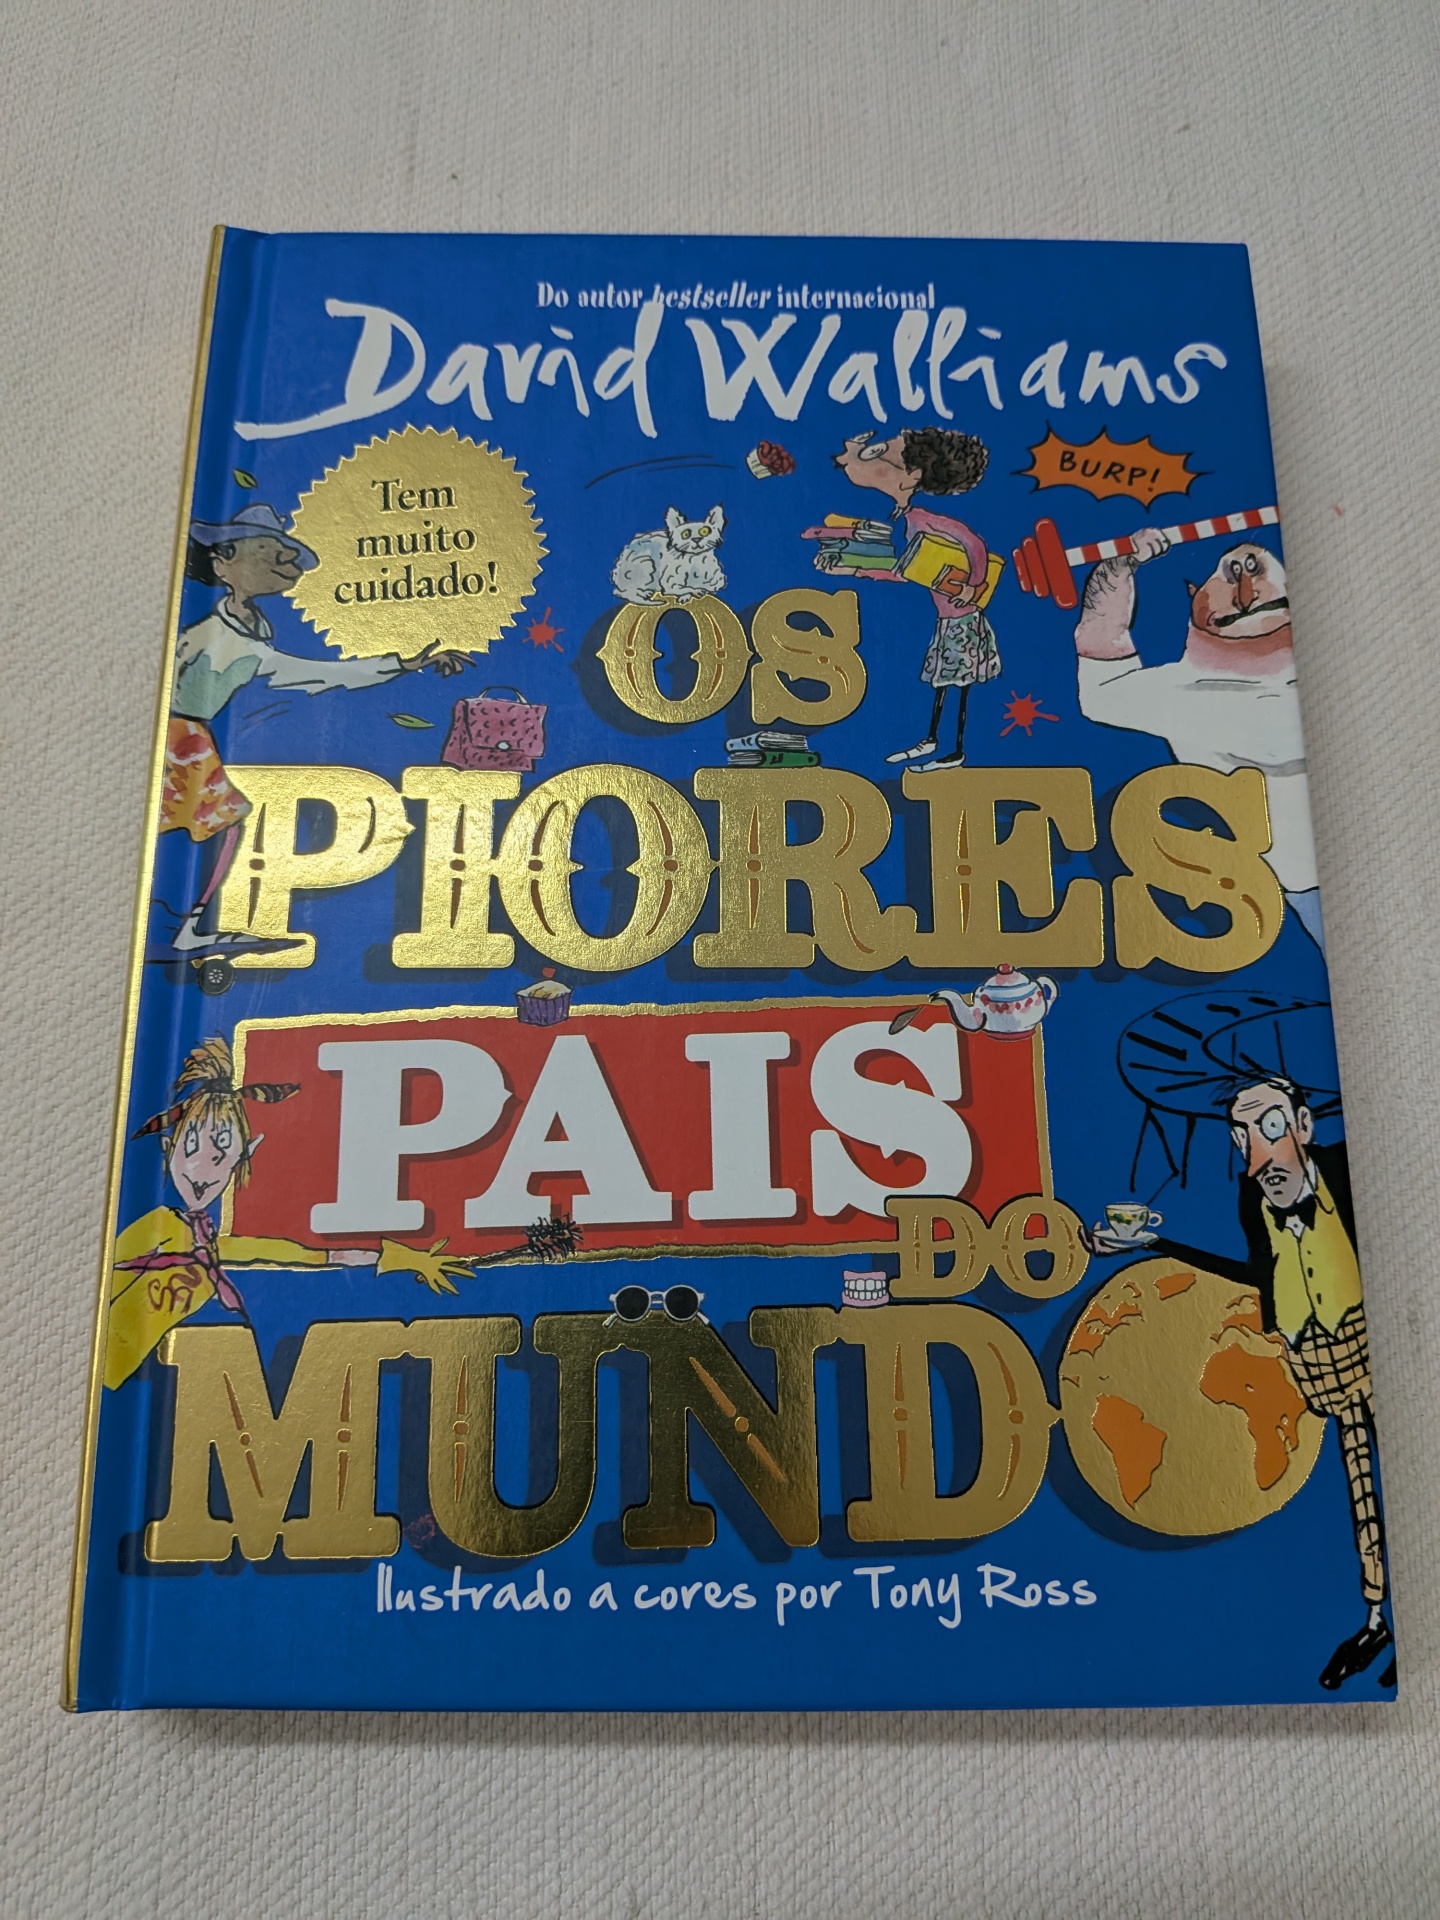 Do autor bestseller internacional
David Walliams
Tem
muito
cuidado!
BURP!
OS
PIORES
PAIS
DO
MUNDO
Ilustrado a cores por Tony Ross